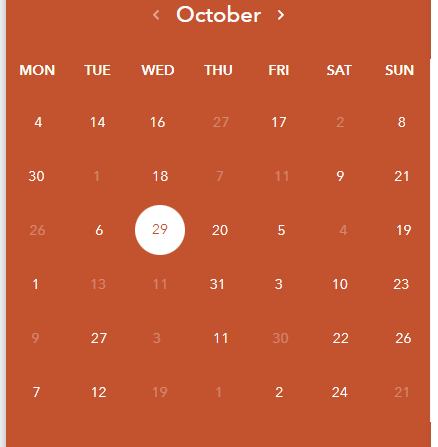 ‹ October ›
MON TUE WED THU FRI SAT SUN
4 14 16 27 17 2 8
30 1 18 7 11 9 21
26 6 29 20 5 4 19
1 13 11 31 3 10 23
9 27 3 11 30 22 26
7 12 19 1 2 24 21